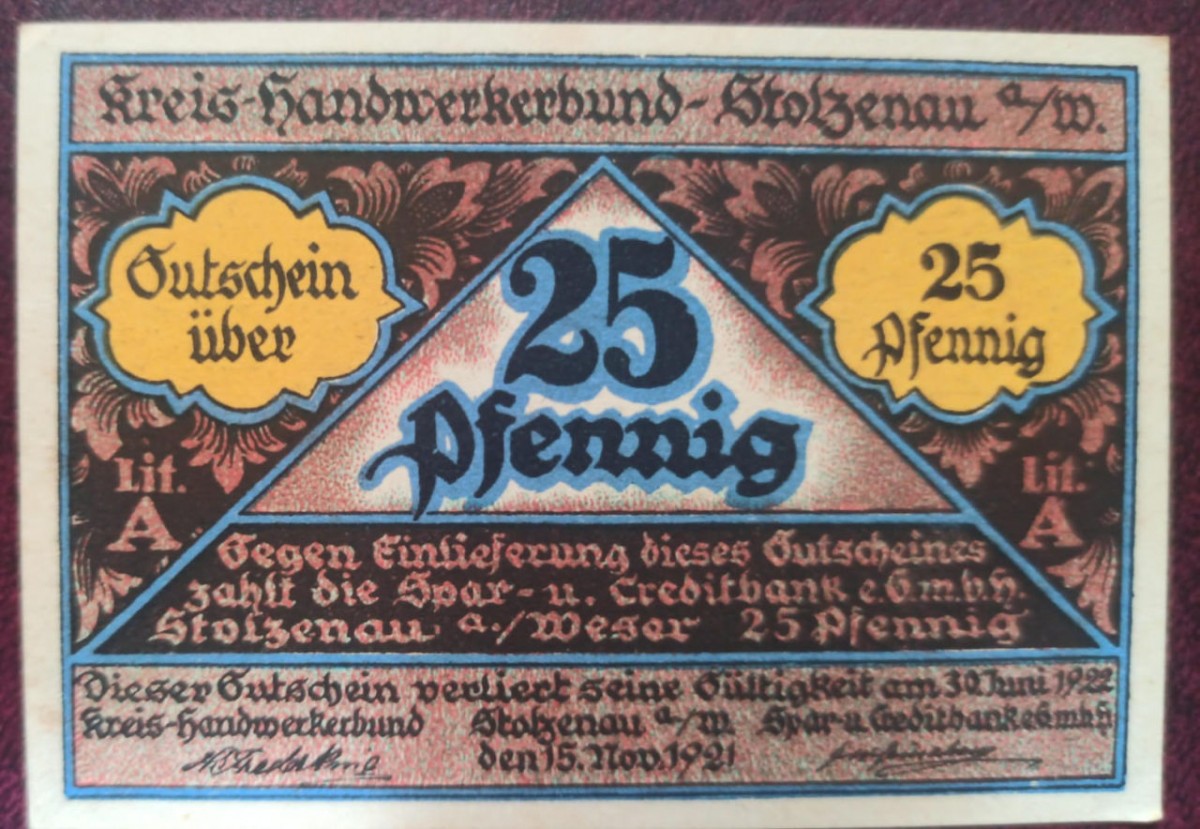 Kreis-Handwerkerbund-Stolzenau a/W.
Gutschein
über
25
Pfennig
25
Pfennig
Lit.
A
Lit.
A
Gegen Einlieferung dieses Gutscheines
zahlt die Spar- u. Creditbank e.G.m.b.H.
Stolzenau a./Weser 25 Pfennig
Dieser Gutschein verliert seine Gültigkeit am 30 Juni 1922
Kreis-Handwerkerbund Stolzenau a/W. Spar-u Creditbank eGmbH
den 15. Nov. 1921